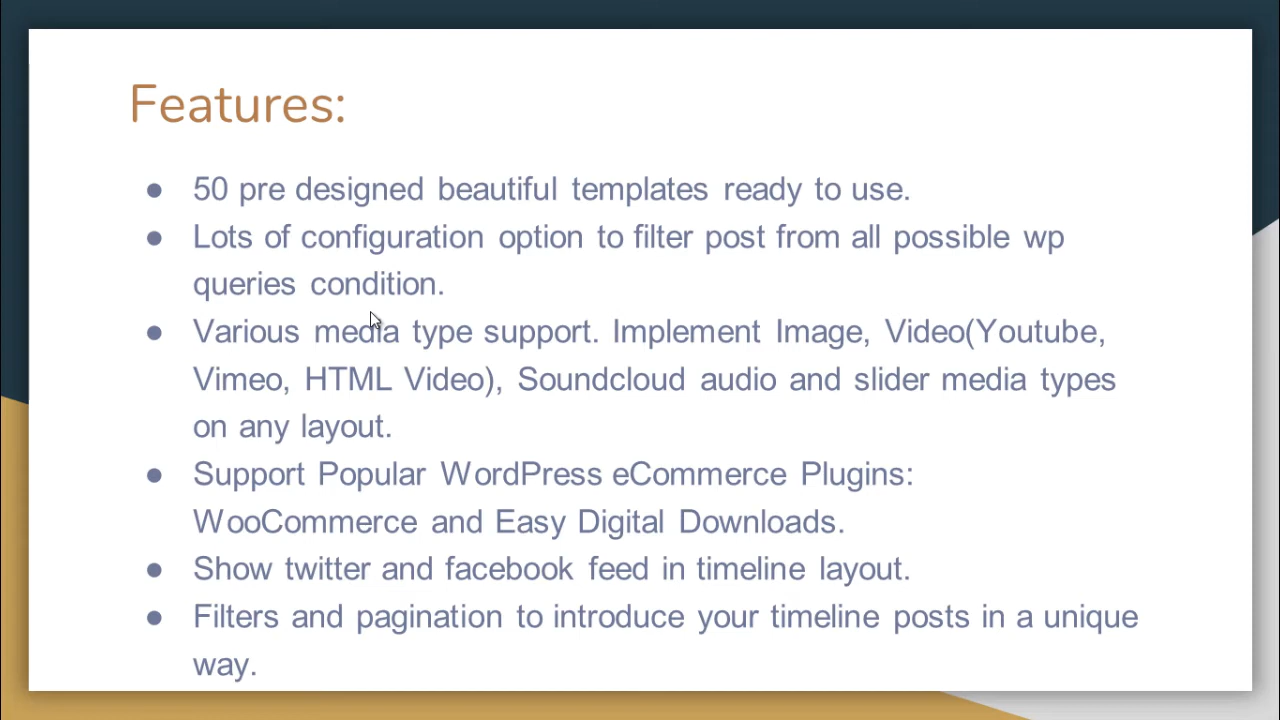 Features:
● 50 pre designed beautiful templates ready to use.
● Lots of configuration option to filter post from all possible wp
queries condition.
● Various media type support. Implement Image, Video(Youtube,
Vimeo, HTML Video), Soundcloud audio and slider media types
on any layout.
● Support Popular WordPress eCommerce Plugins:
WooCommerce and Easy Digital Downloads.
● Show twitter and facebook feed in timeline layout.
● Filters and pagination to introduce your timeline posts in a unique
way.